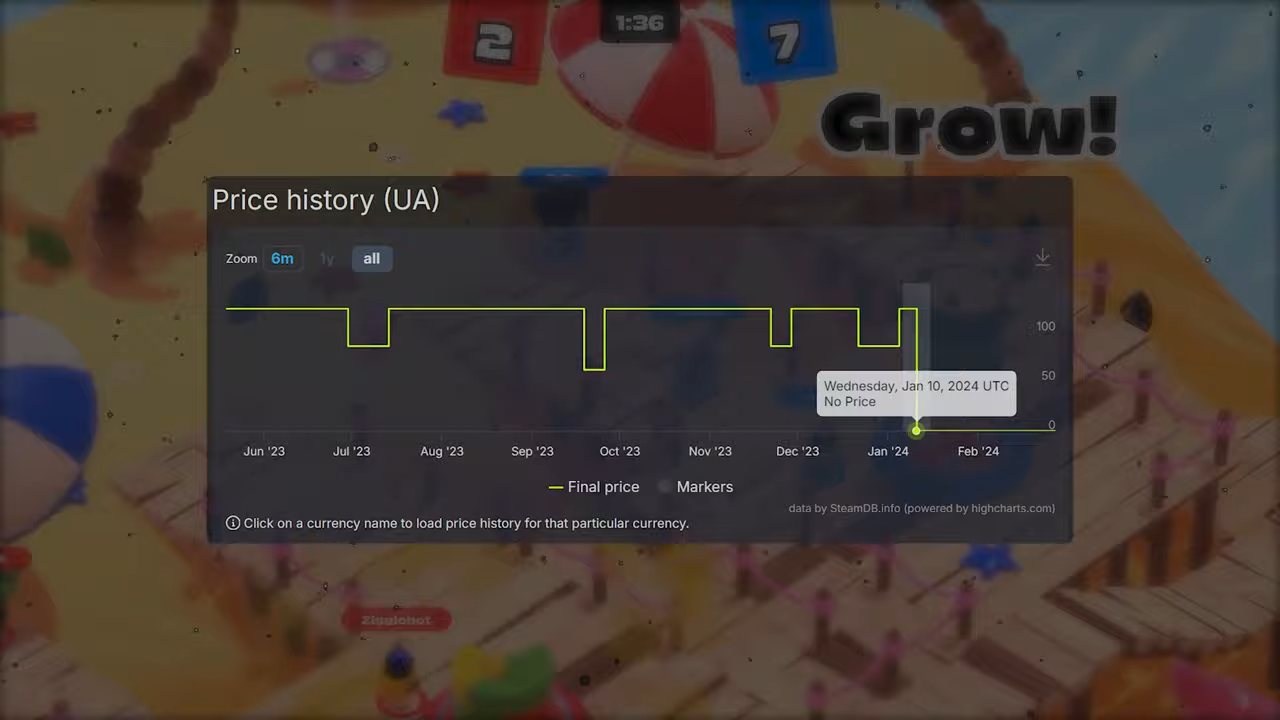 2
1:36
7
Grow!
Price history (UA)
Zoom 6m 1y all
100
50
0
Wednesday, Jan 10, 2024 UTC
No Price
Jun '23 Jul '23 Aug '23 Sep '23 Oct '23 Nov '23 Dec '23 Jan '24 Feb '24
Final price Markers
data by SteamDB.info (powered by highcharts.com)
Click on a currency name to load price history for that particular currency.
Zigglobot